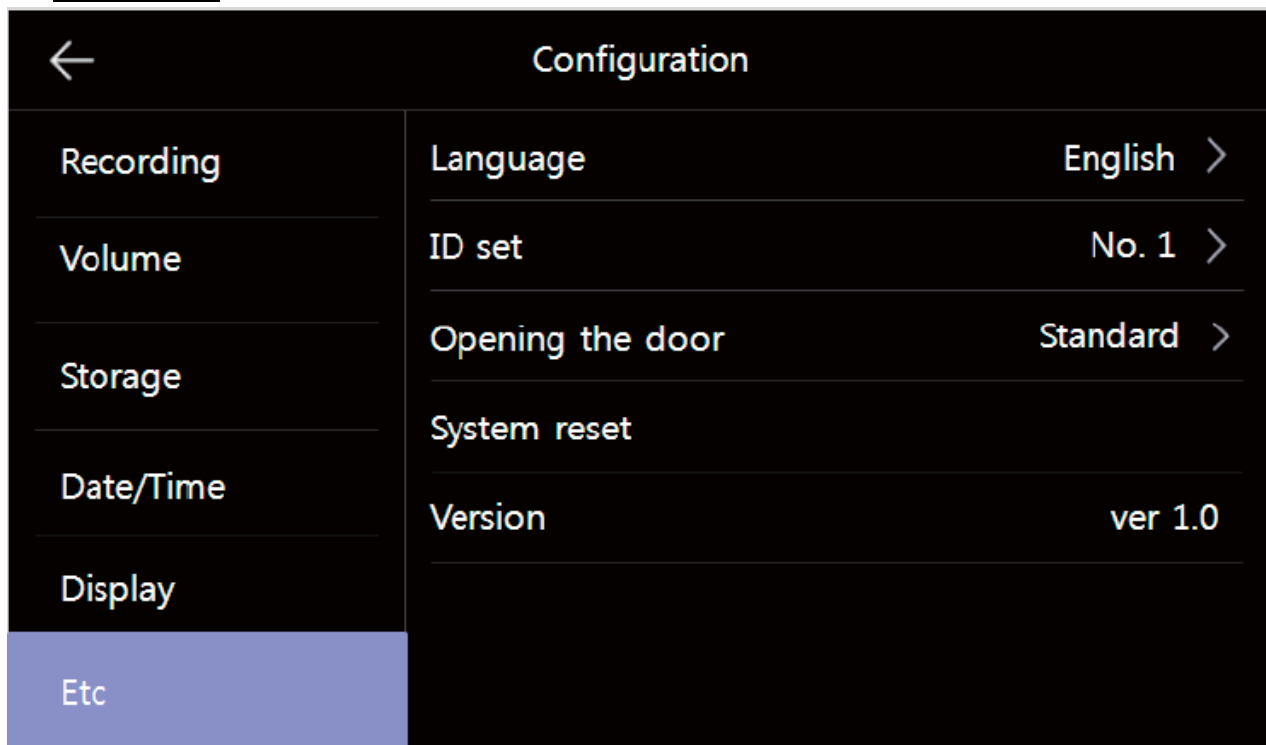 Configuration
Recording
Volume
Storage
Date/Time
Display
Etc
Language English
ID set No. 1
Opening the door Standard
System reset
Version ver 1.0